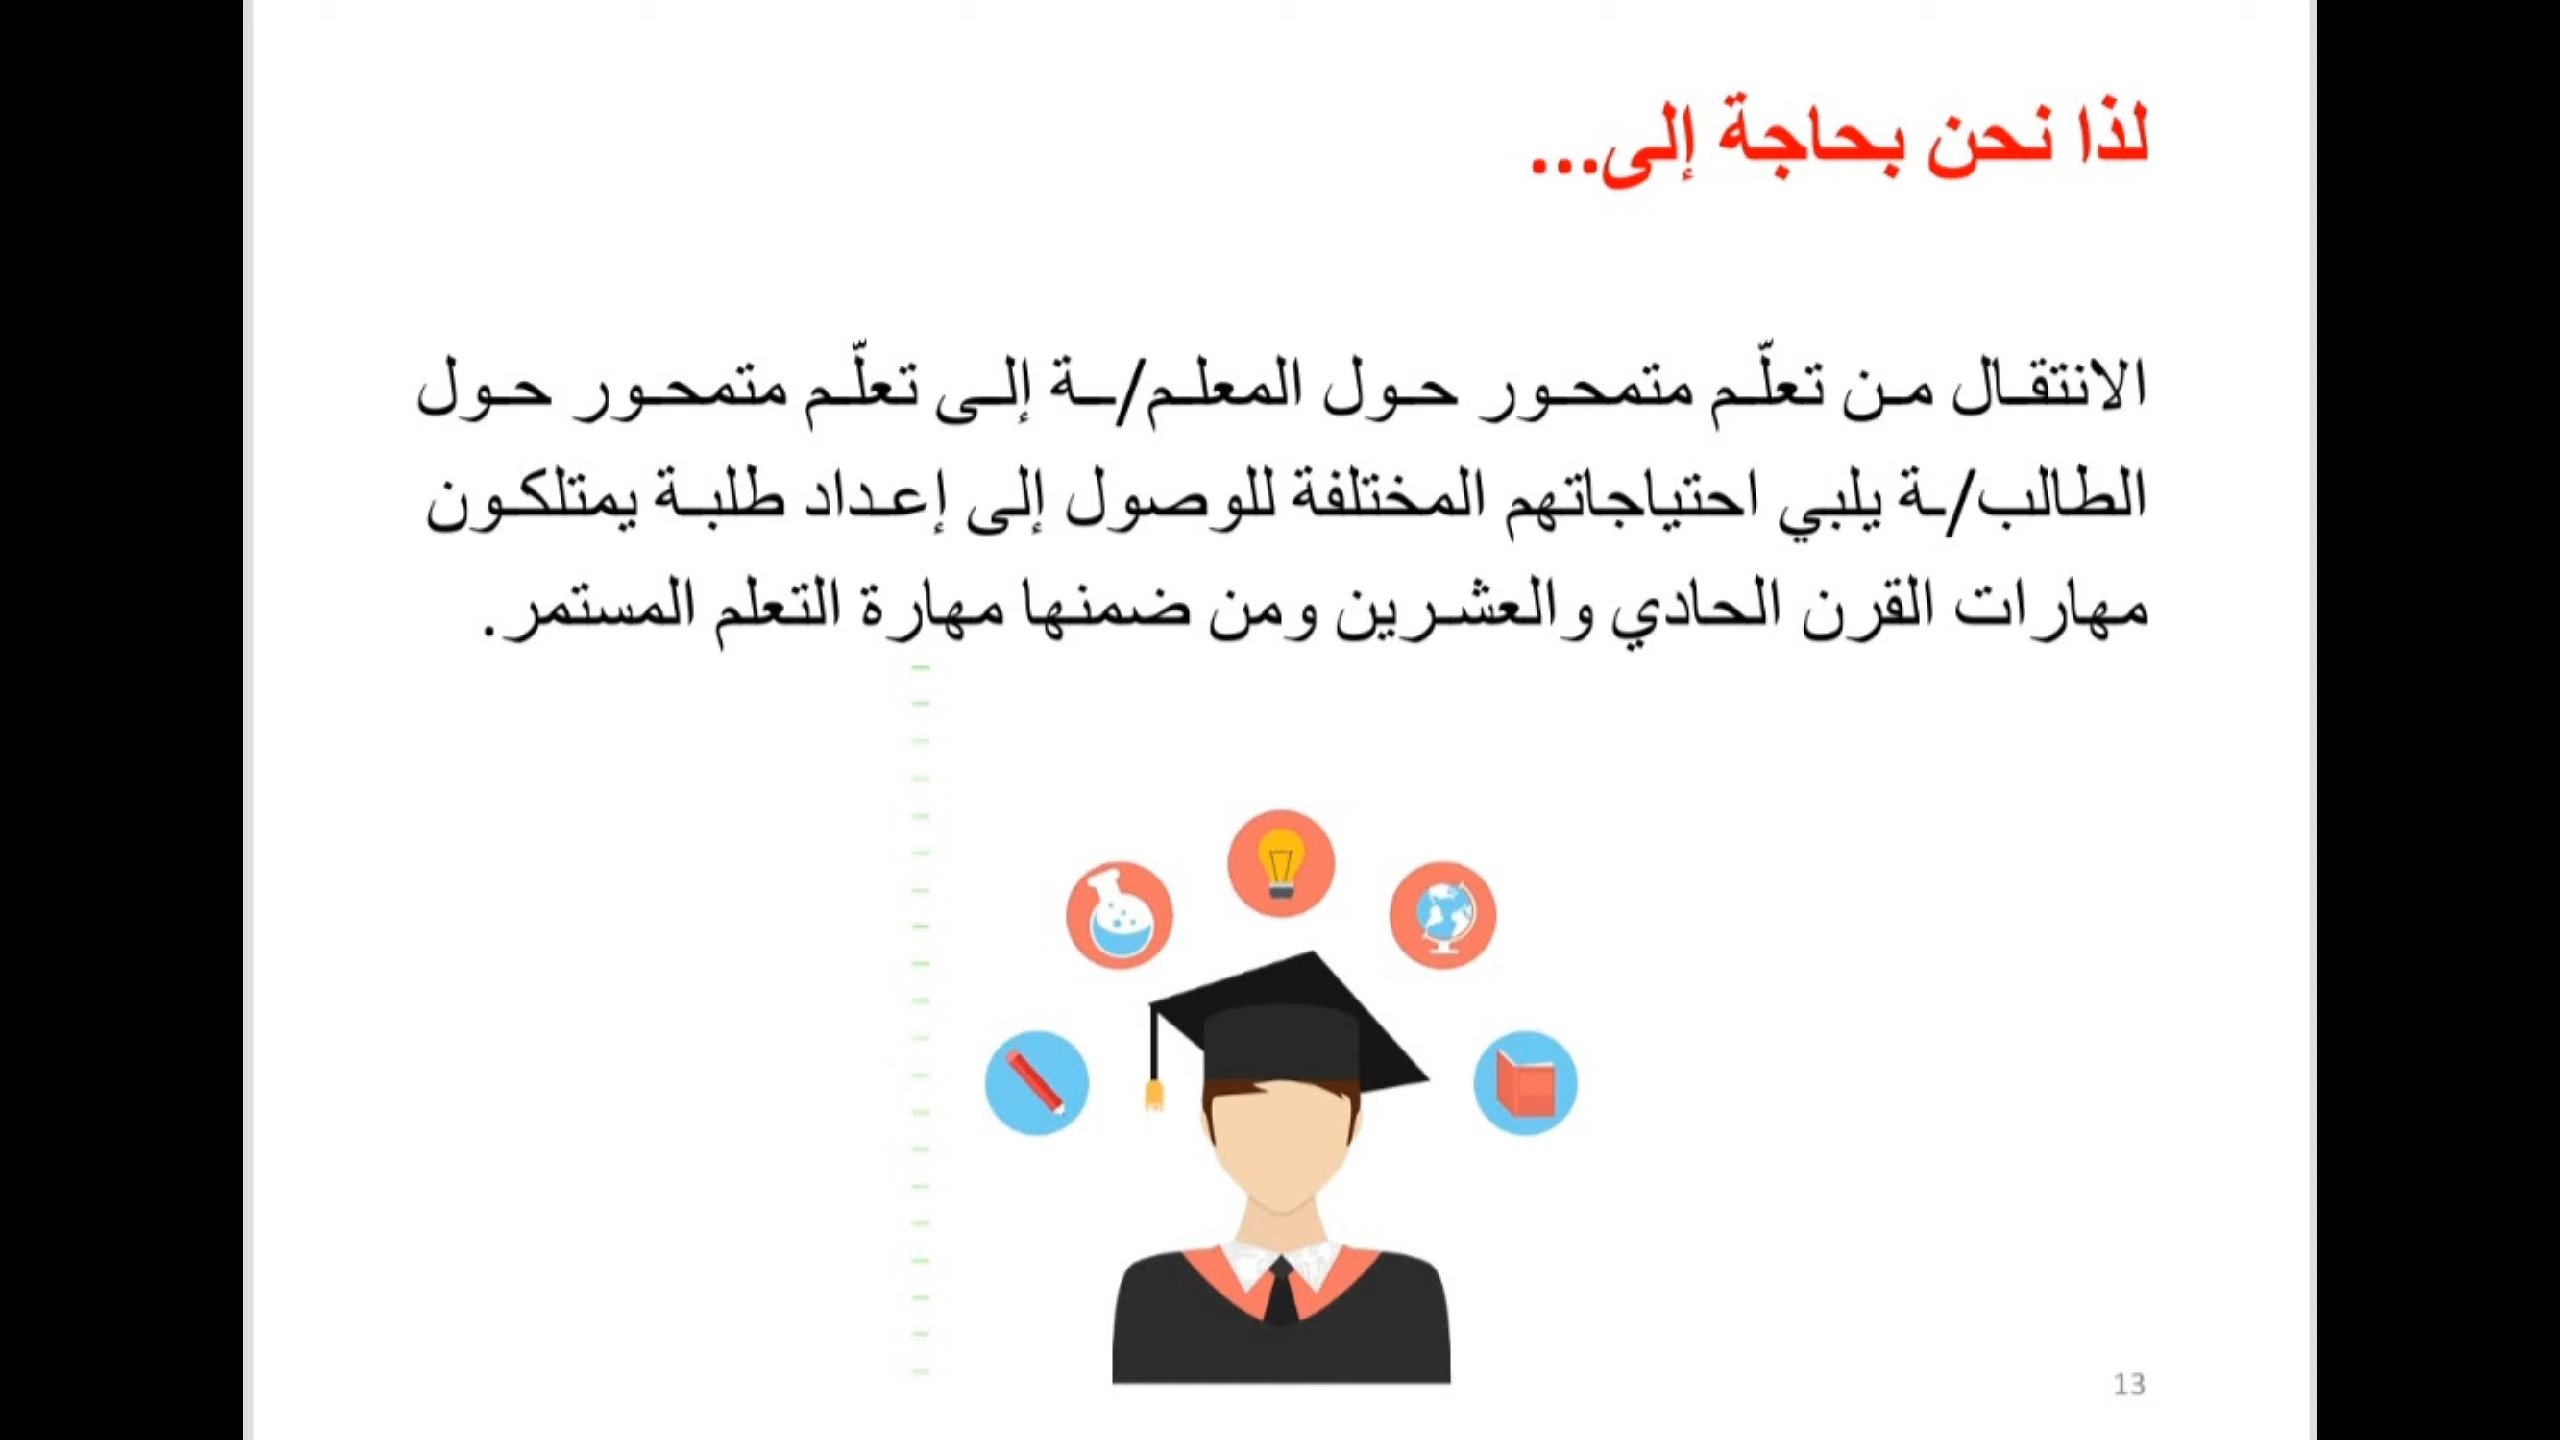 لذا نحن بحاجة إلى...
الانتقال من تعلّم متمحور حول المعلم/ـة إلى تعلّم متمحور حول
الطالب/ـة يلبي احتياجاتهم المختلفة للوصول إلى إعداد طلبة يمتلكون
مهارات القرن الحادي والعشرين ومن ضمنها مهارة التعلم المستمر.
13